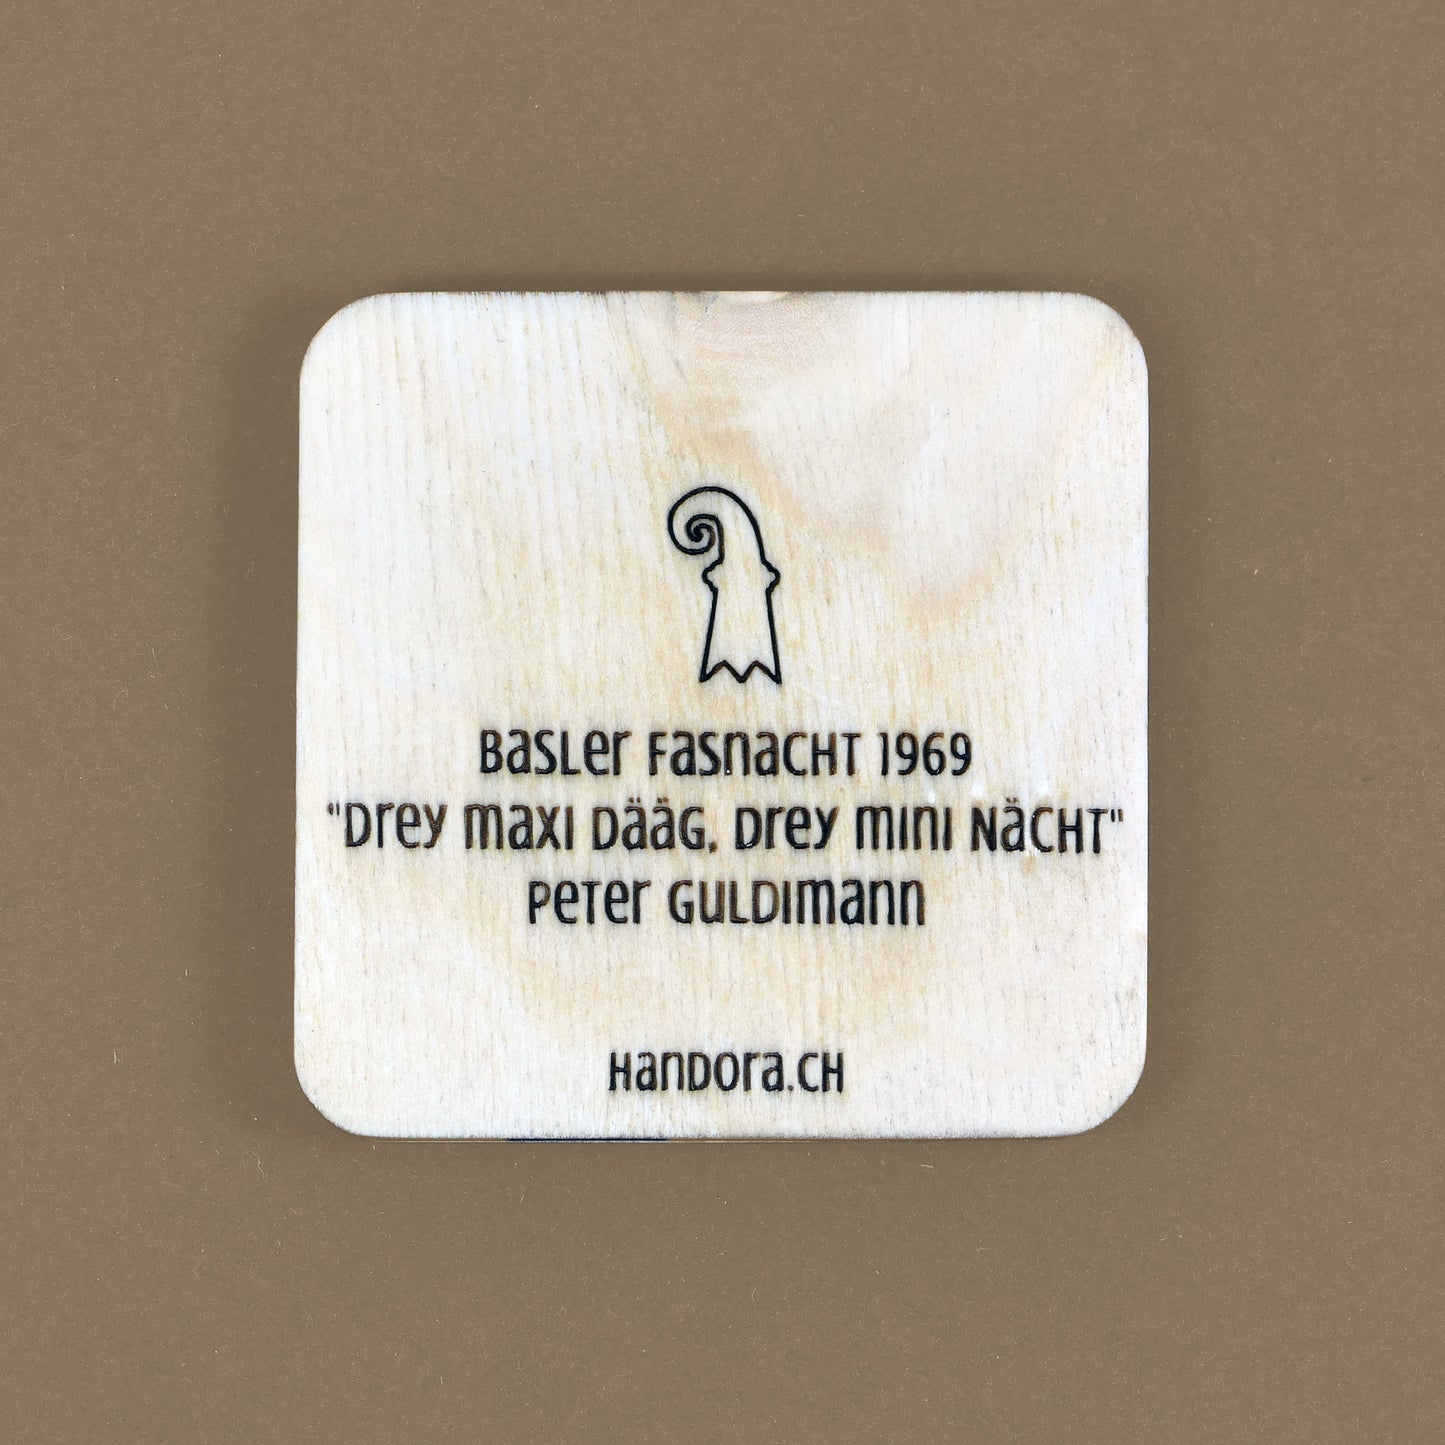 Basler Fasnacht 1969
"Drey maxi Dääg, Drey mini Nächt"
Peter Guldimann
Handora.ch